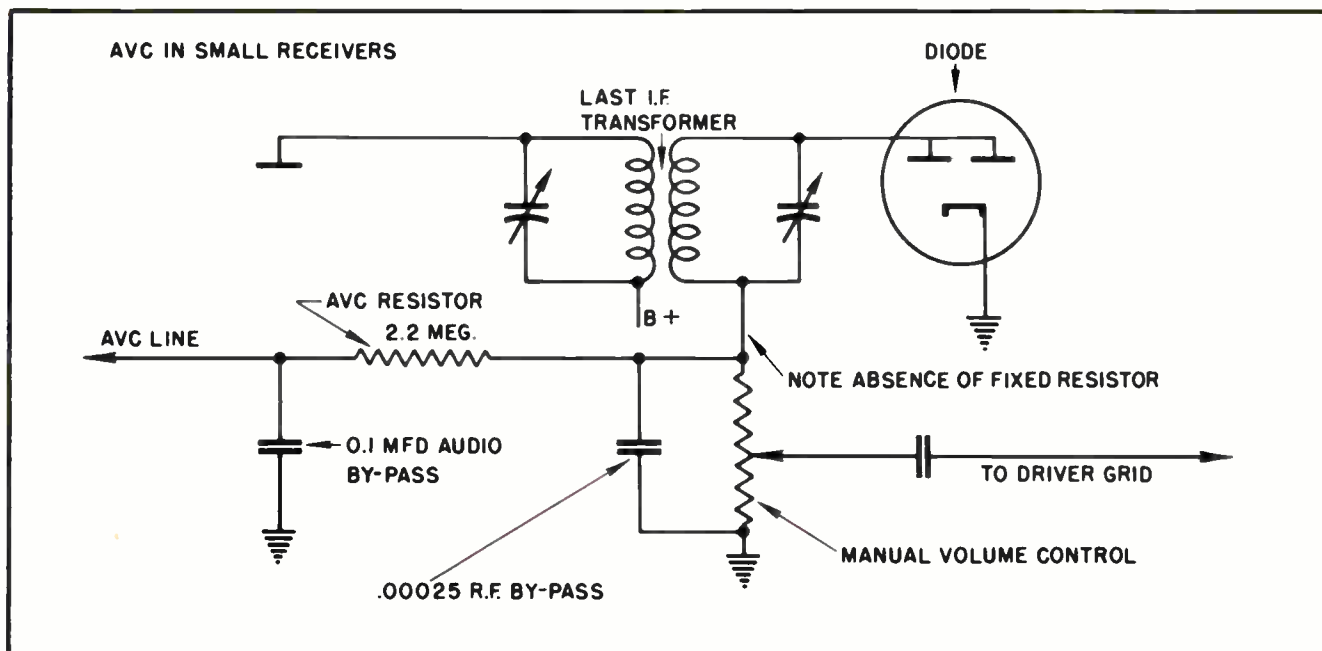 AVC IN SMALL RECEIVERS
DIODE
LAST I.F.
TRANSFORMER
AVC RESISTOR
2.2 MEG.
B +
AVC LINE
NOTE ABSENCE OF FIXED RESISTOR
0.1 MFD AUDIO
BY-PASS
TO DRIVER GRID
MANUAL VOLUME CONTROL
.00025 R.F. BY-PASS